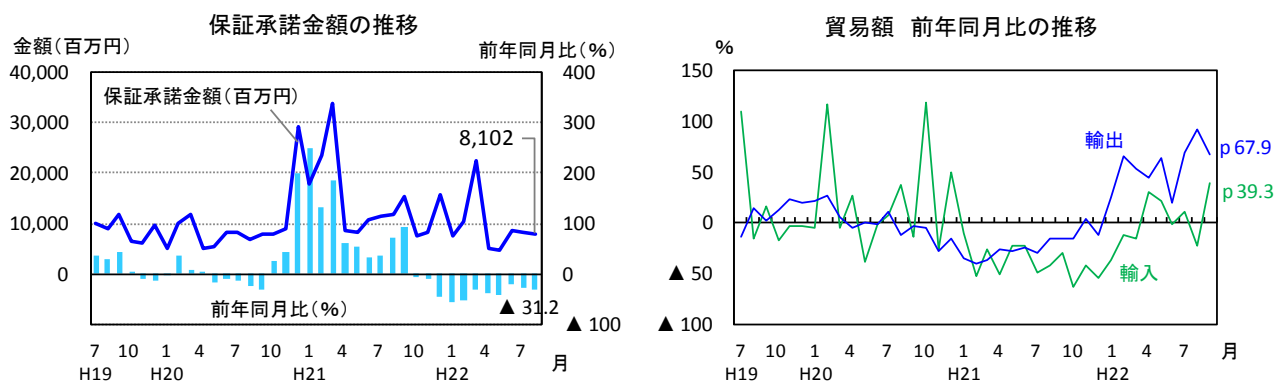 保証承諾金額の推移
金額(百万円)
前年同月比(%)
40,000
30,000
20,000
10,000
0
400
300
200
100
0
▲ 100
保証承諾金額(百万円)
8,102
前年同月比(%)
▲ 31.2
7 10 1 4 7 10 1 4 7 10 1 4 7 月
H19 H20 H21 H22
貿易額 前年同月比の推移
%
150
100
50
0
▲ 50
▲ 100
輸出
p 67.9
p 39.3
輸入
7 10 1 4 7 10 1 4 7 10 1 4 7 月
H19 H20 H21 H22